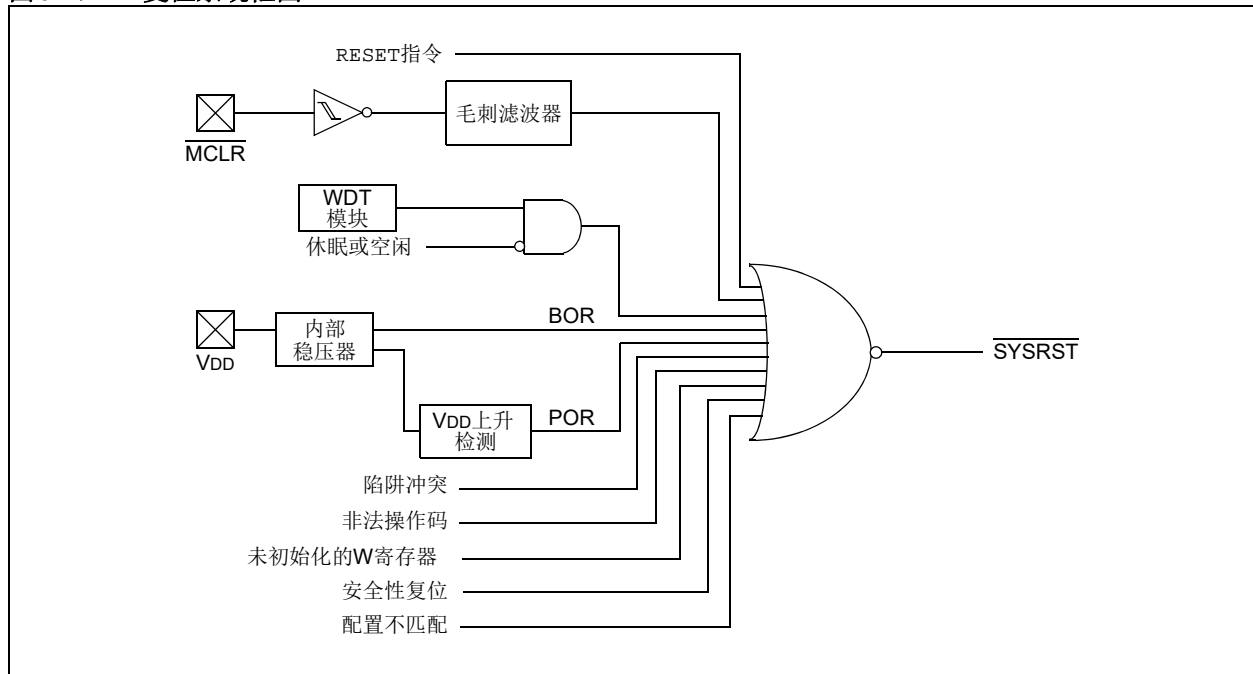 RESET指令
毛刺滤波器
MCLR
WDT
模块
休眠或空闲
BOR
内部
稳压器
VDD
SYSRST
VDD上升
检测
POR
陷阱冲突
非法操作码
未初始化的W寄存器
安全性复位
配置不匹配